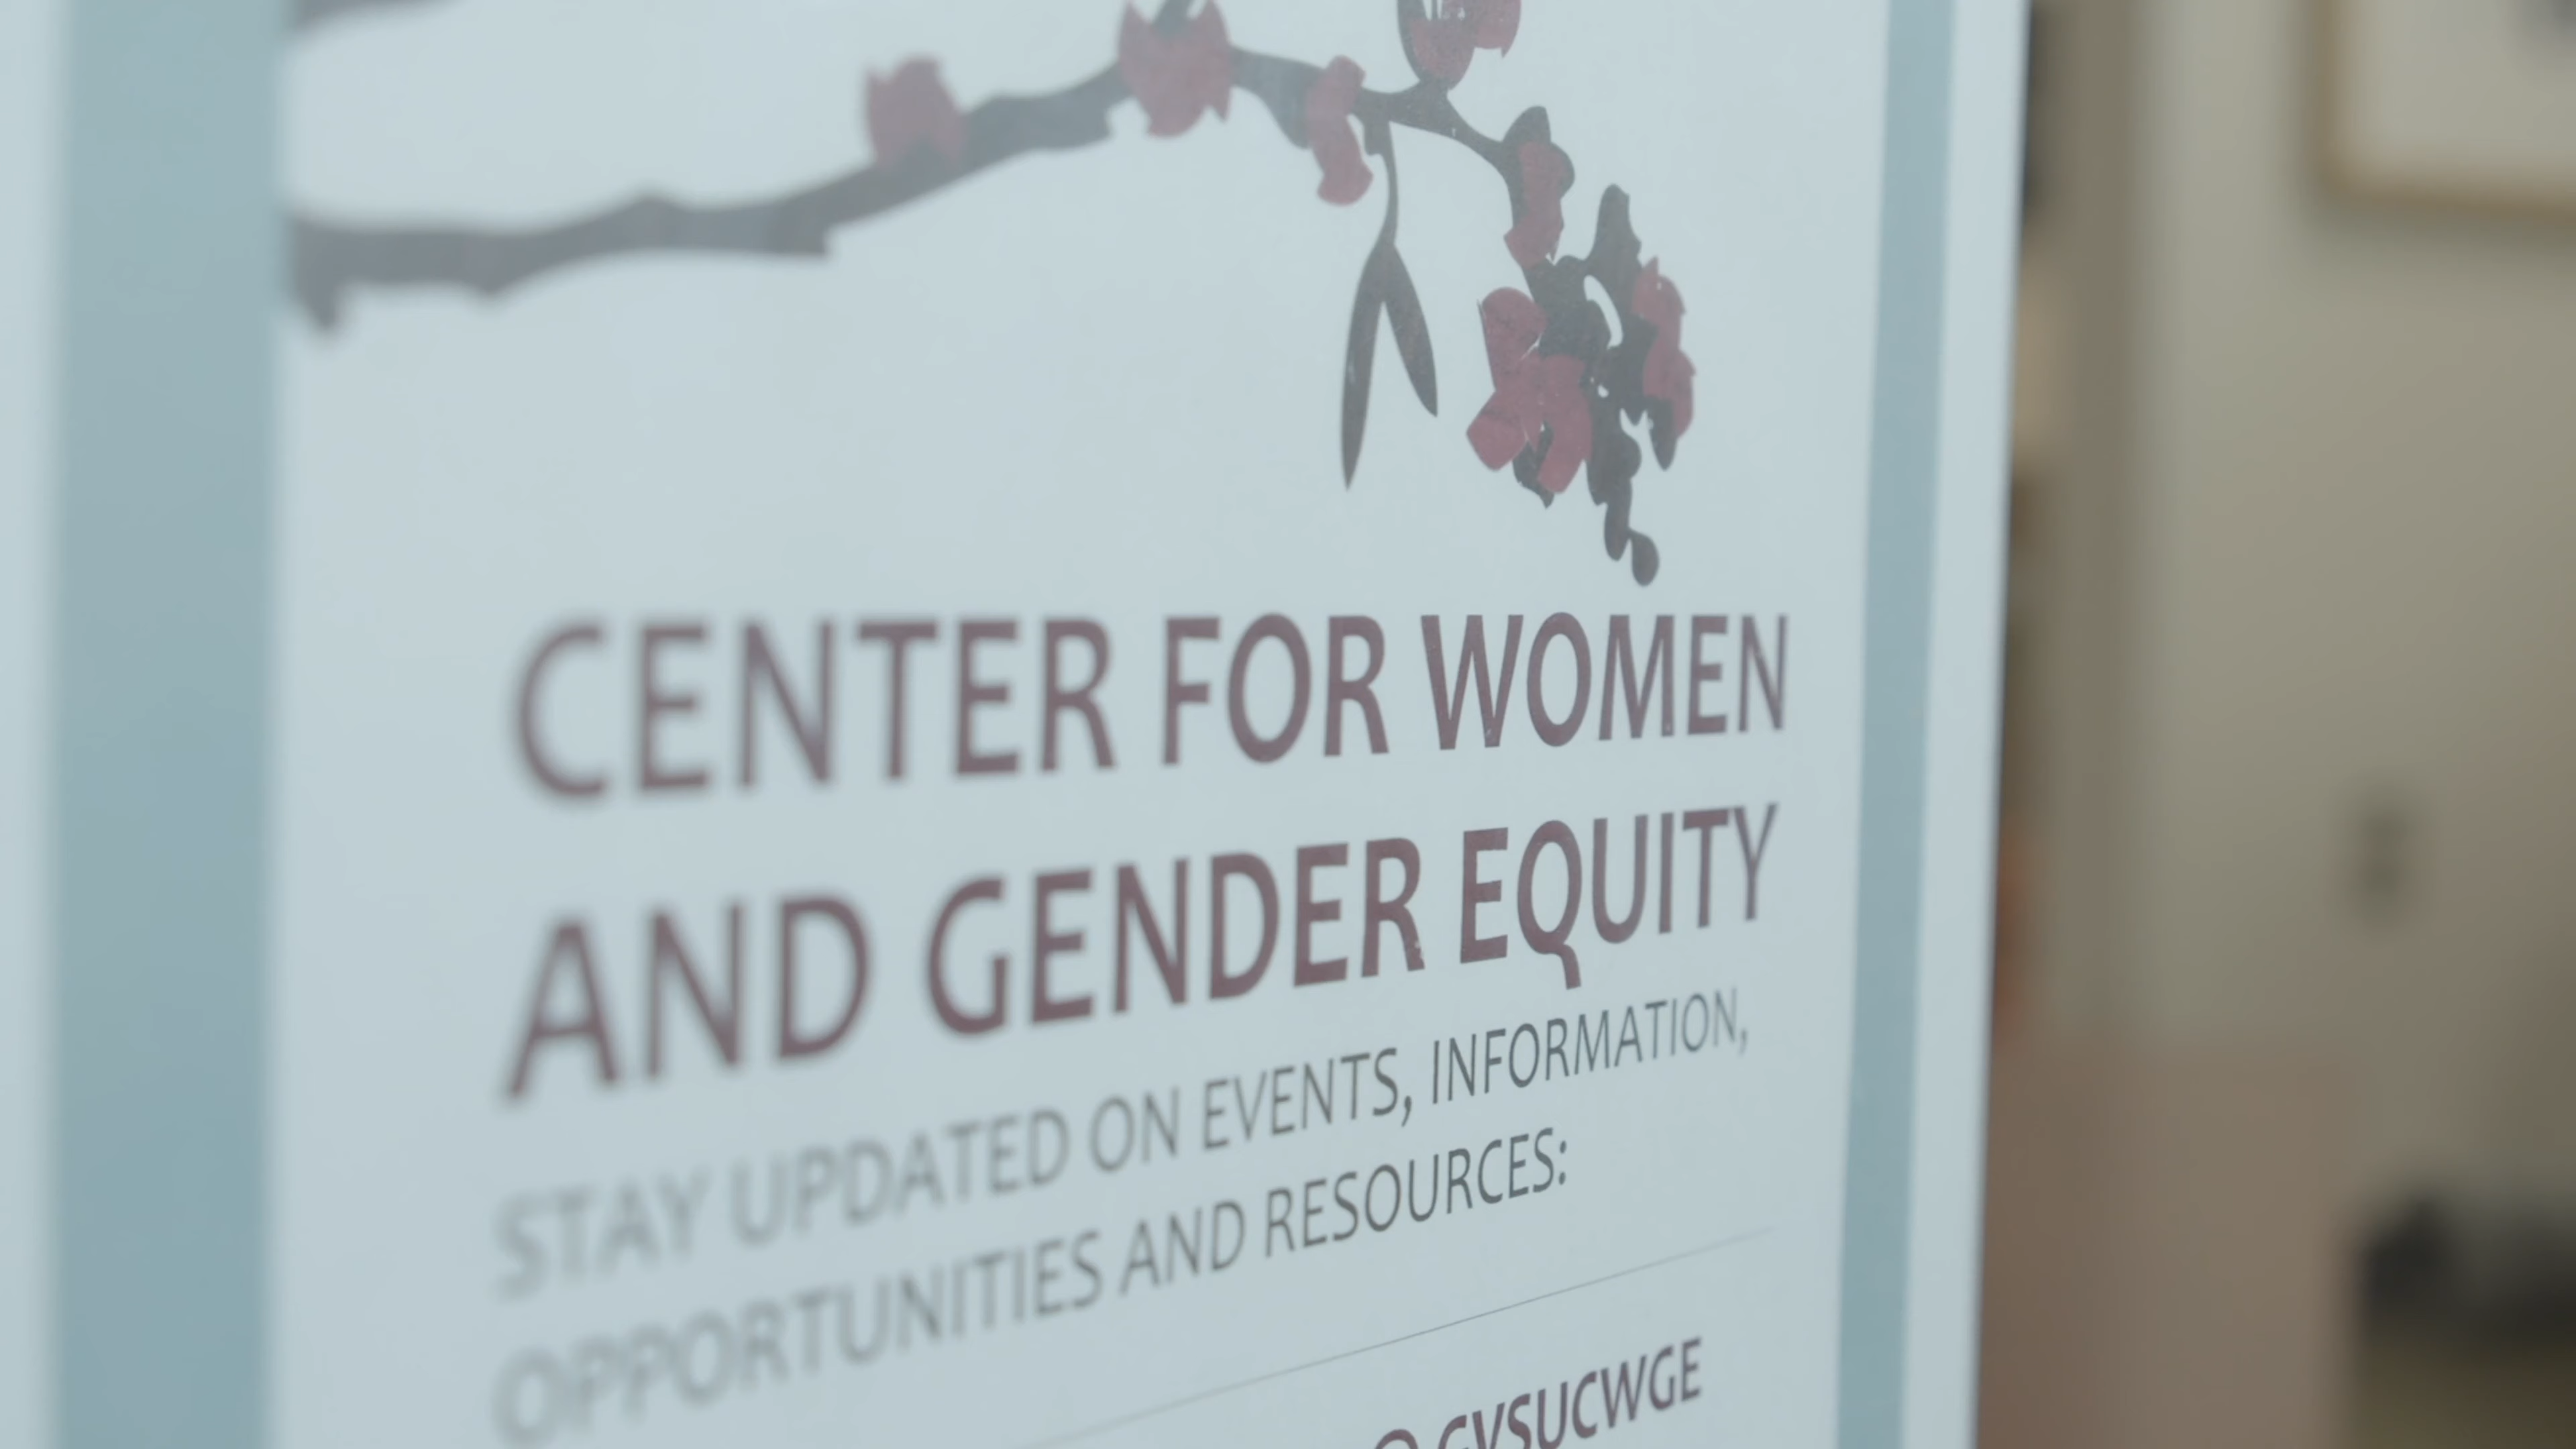 CENTER FOR WOMEN
AND GENDER EQUITY
STAY UPDATED ON EVENTS, INFORMATION,
OPPORTUNITIES AND RESOURCES:
@GVSUCWGE